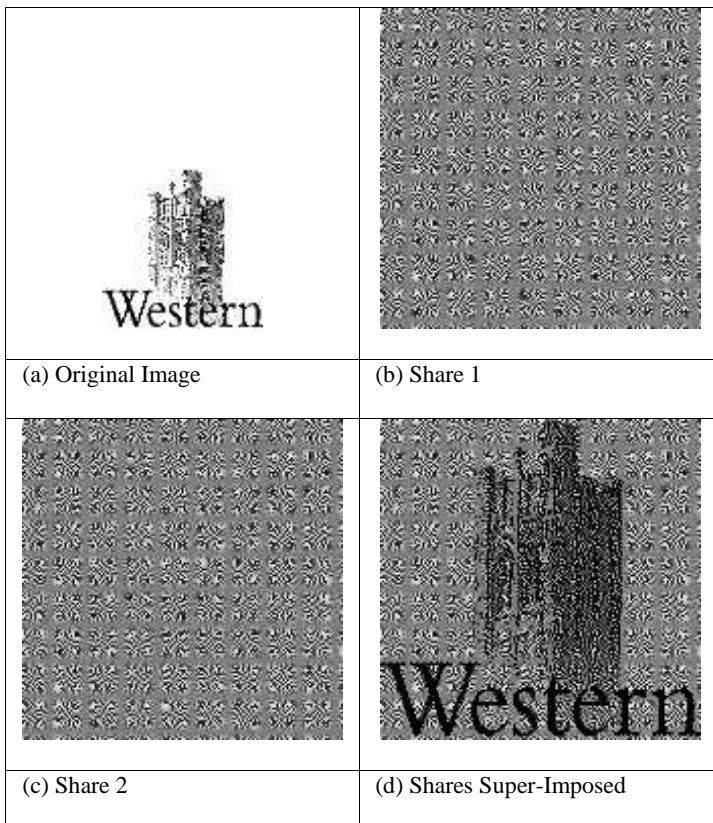 Western
(a) Original Image
(b) Share 1
Western
(c) Share 2
(d) Shares Super-Imposed